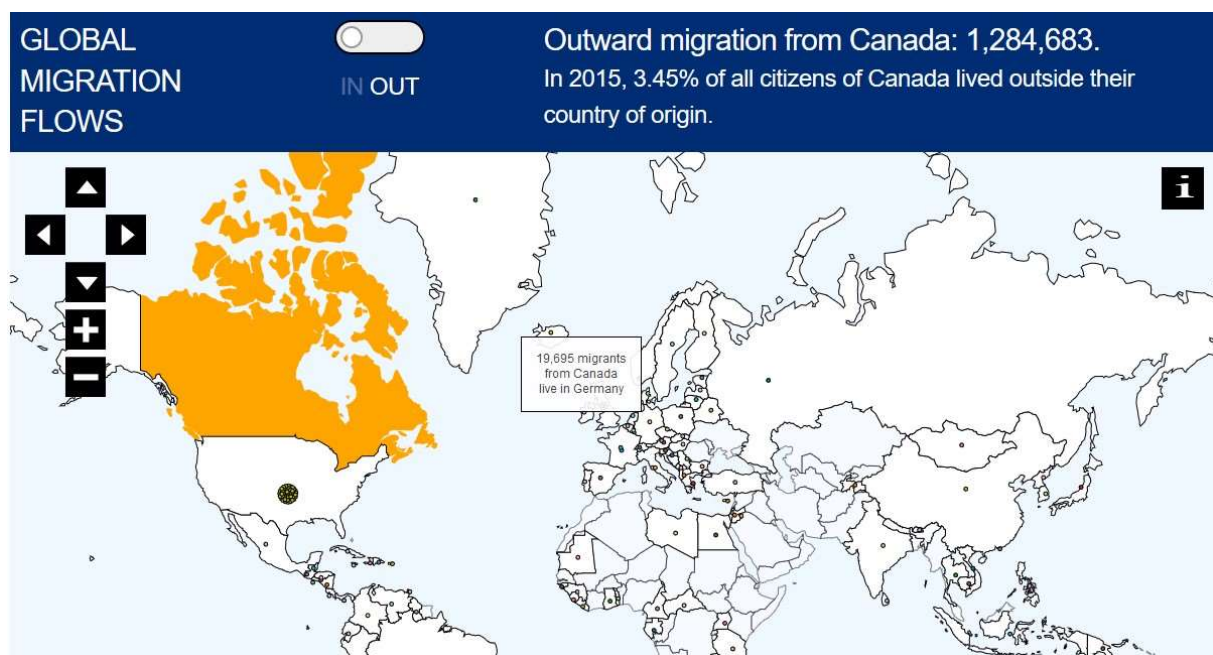 GLOBAL
MIGRATION
FLOWS
IN OUT
Outward migration from Canada: 1,284,683.
In 2015, 3.45% of all citizens of Canada lived outside their
country of origin.
i
19,695 migrants
from Canada
live in Germany